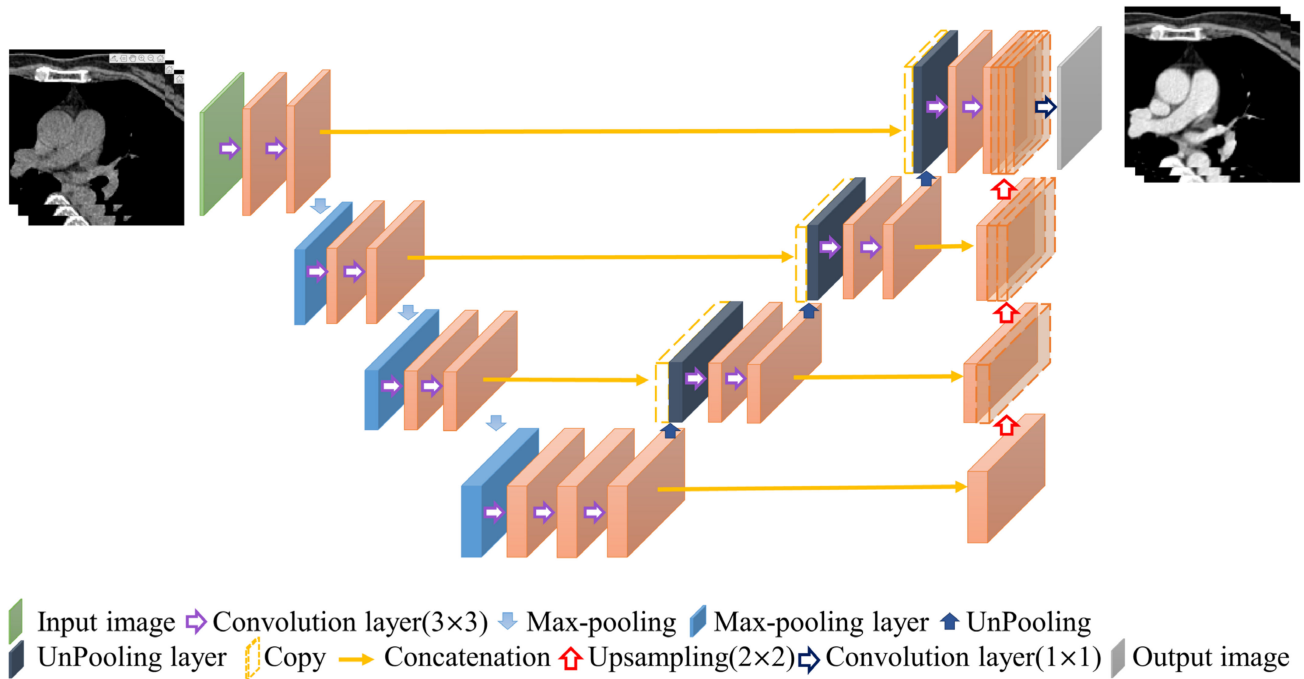 Input image Convolution layer(3×3) Max-pooling Max-pooling layer UnPooling
UnPooling layer Copy Concatenation Upsampling(2×2) Convolution layer(1×1) Output image